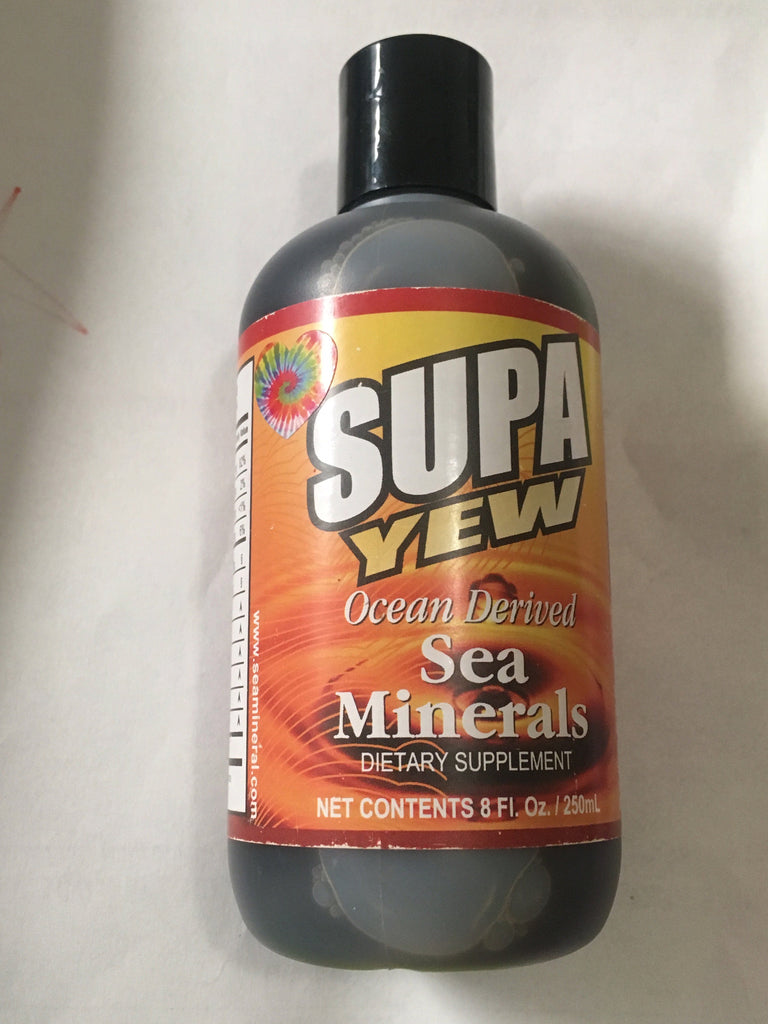 SUPA
YEW
Ocean Derived
Sea
Minerals
DIETARY SUPPLEMENT
NET CONTENTS 8 Fl. Oz. / 250mL
www.seamineral.com